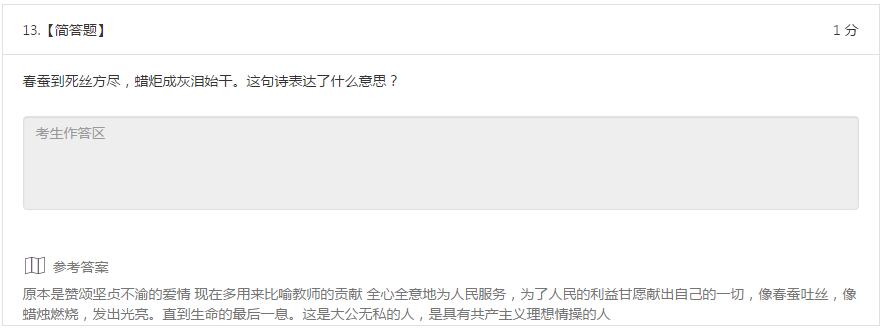 13.【简答题】 1 分
春蚕到死丝方尽，蜡炬成灰泪始干。这句诗表达了什么意思？
考生作答区
参考答案
原本是赞颂坚贞不渝的爱情 现在多用来比喻教师的贡献 全心全意地为人民服务，为了人民的利益甘愿献出自己的一切，像春蚕吐丝，像
蜡烛燃烧，发出光亮。直到生命的最后一息。这是大公无私的人，是具有共产主义理想情操的人